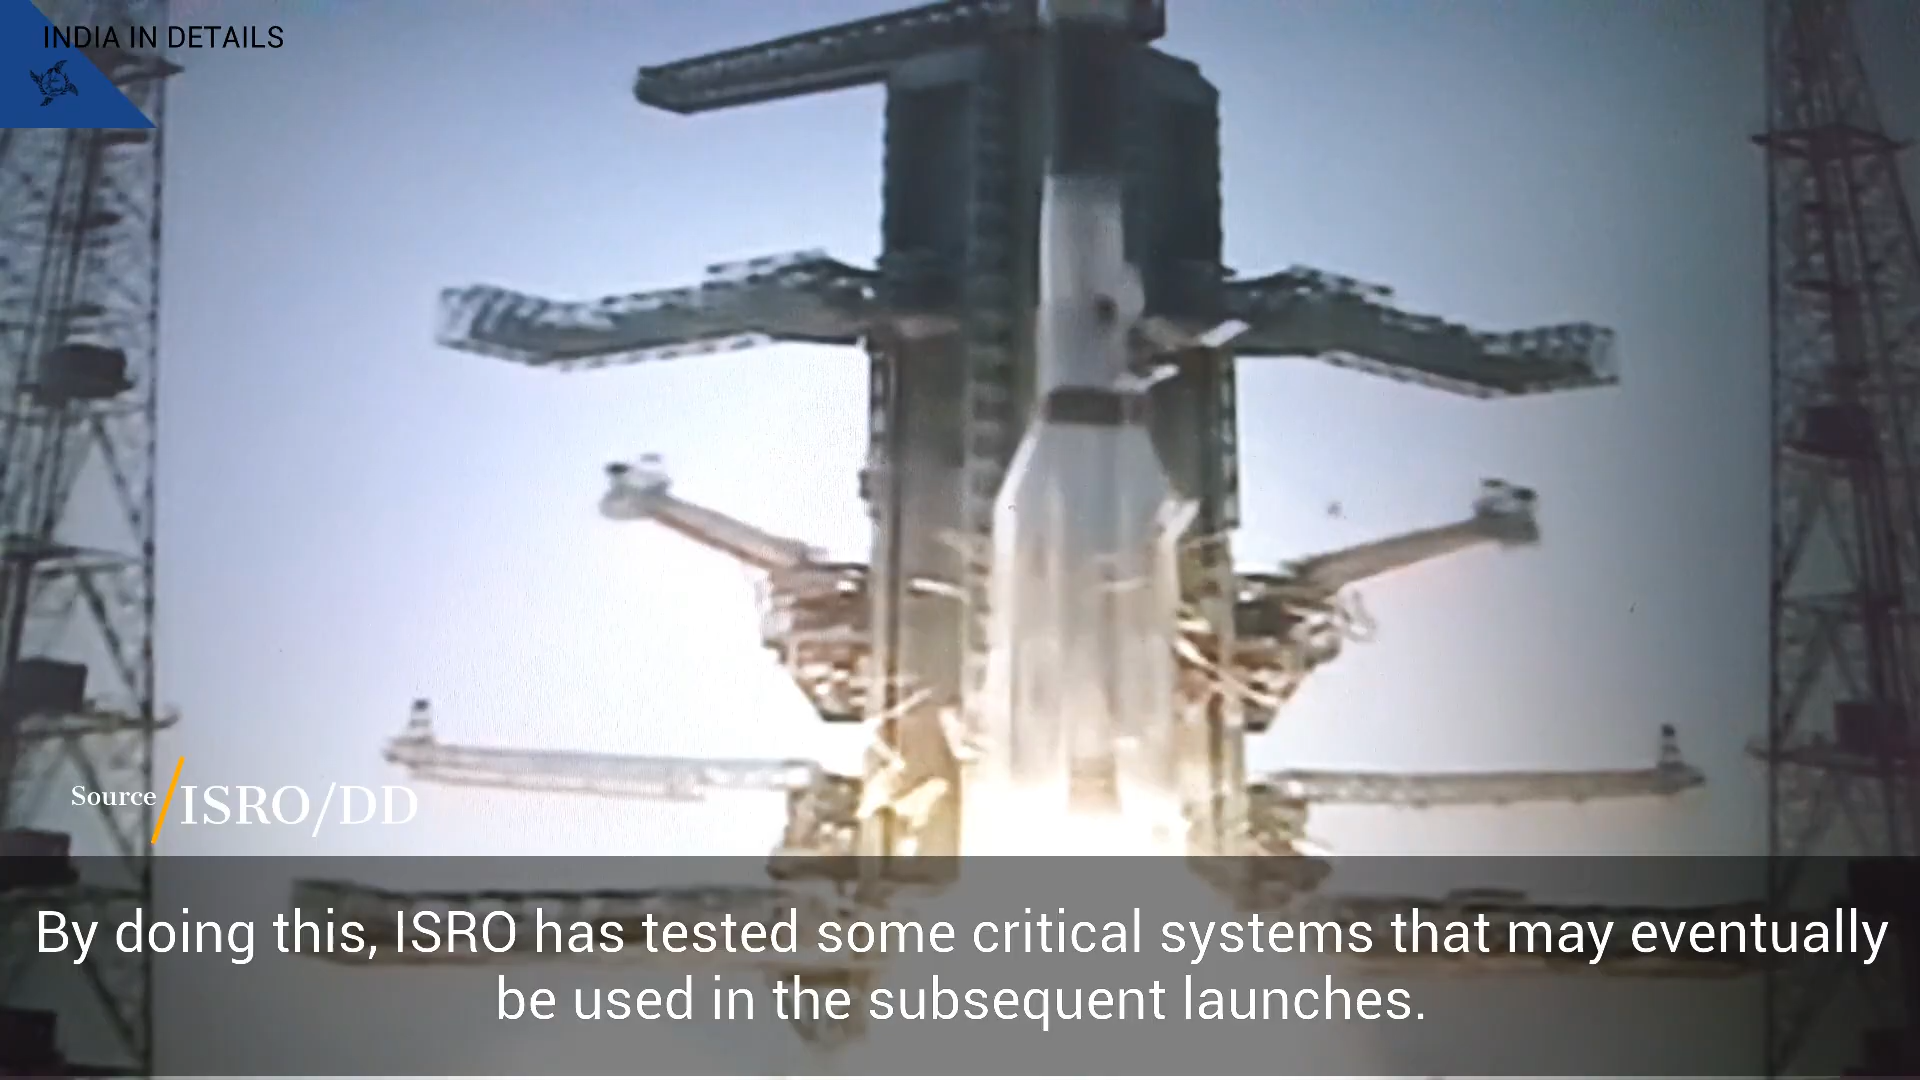 INDIA IN DETAILS
Source/ISRO/DD
By doing this, ISRO has tested some critical systems that may eventually
be used in the subsequent launches.